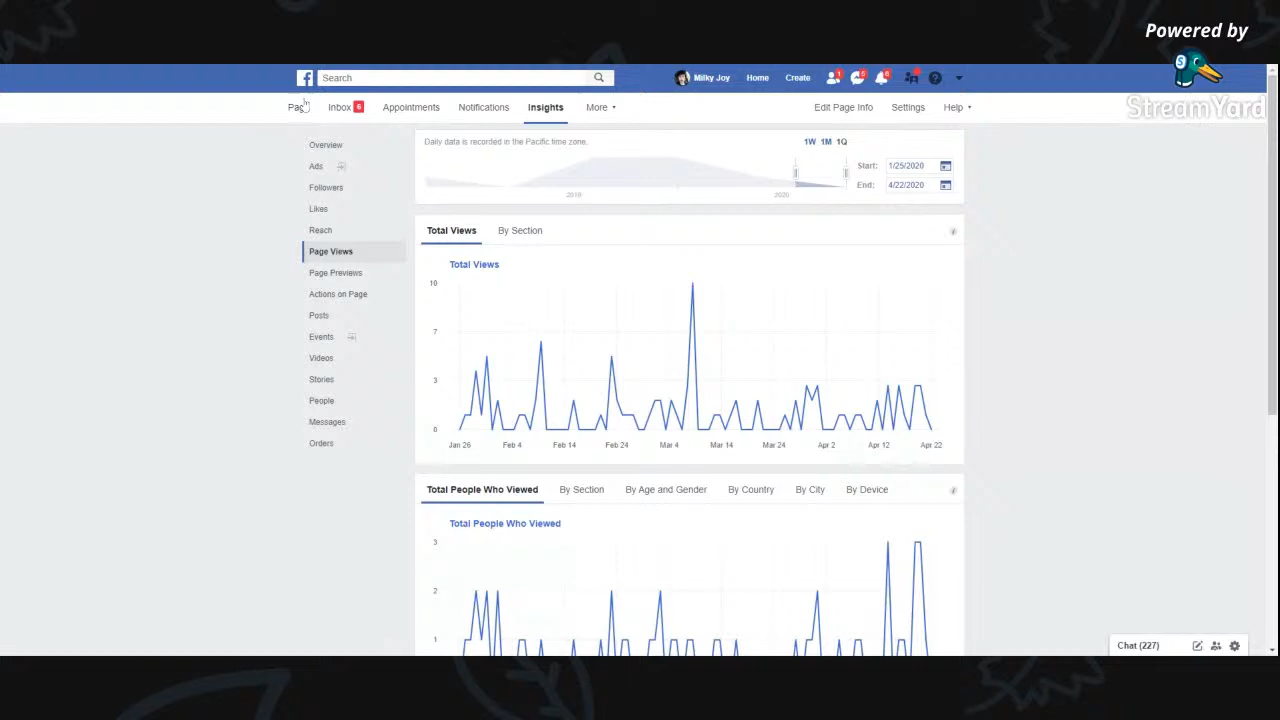 Powered by
StreamYard
Search
Milky Joy Home Create 1 5 8
Page Inbox 6 Appointments Notifications Insights More Edit Page Info Settings Help
Overview
Ads
Followers
Likes
Reach
Page Views
Page Previews
Actions on Page
Posts
Events
Videos
Stories
People
Messages
Orders
Daily data is recorded in the Pacific time zone.
1W 1M 1Q
2019 2020
Start: 1/25/2020
End: 4/22/2020
Total Views By Section
Total Views
10
7
3
0
Jan 26 Feb 4 Feb 14 Feb 24 Mar 4 Mar 14 Mar 24 Apr 2 Apr 12 Apr 22
Total People Who Viewed By Section By Age and Gender By Country By City By Device
Total People Who Viewed
3
2
1
Chat (227)